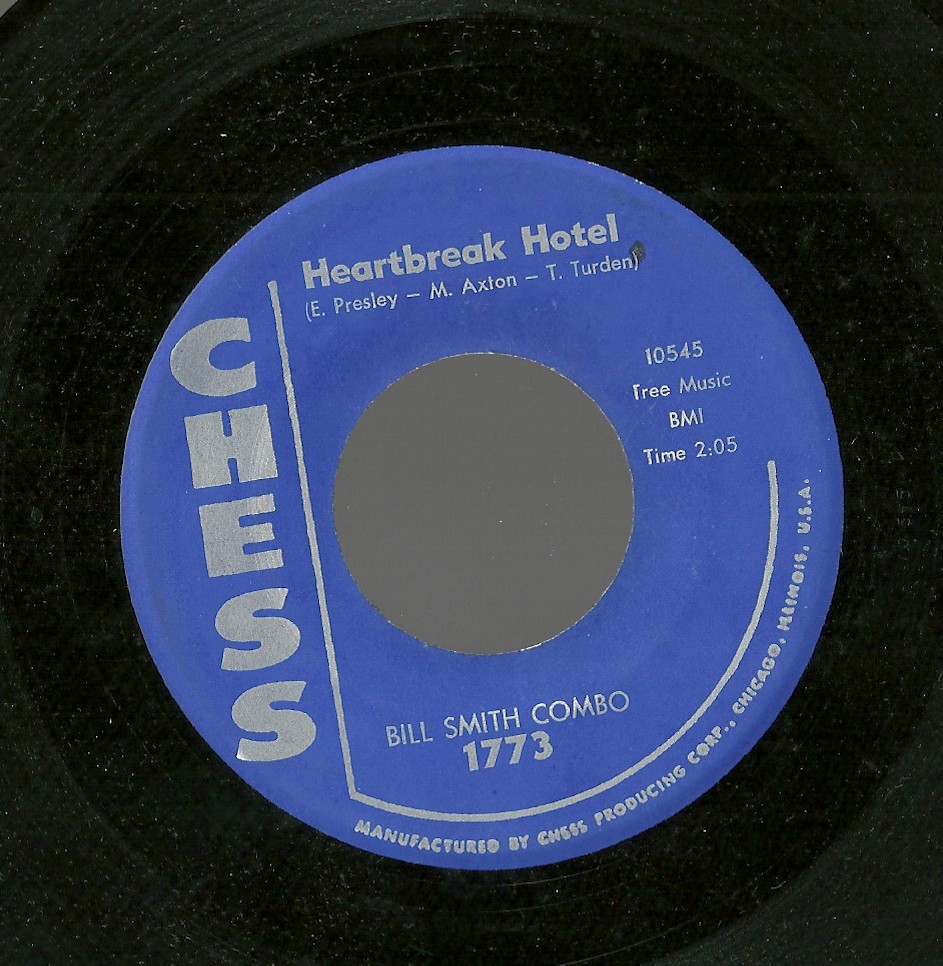 Heartbreak Hotel
(E. Presley – M. Axton – T. Turden)
CHESS
10545
Tree Music
BMI
Time 2:05
BILL SMITH COMBO
1773
MANUFACTURED BY CHESS PRODUCING CORP., CHICAGO, ILLINOIS, U.S.A.